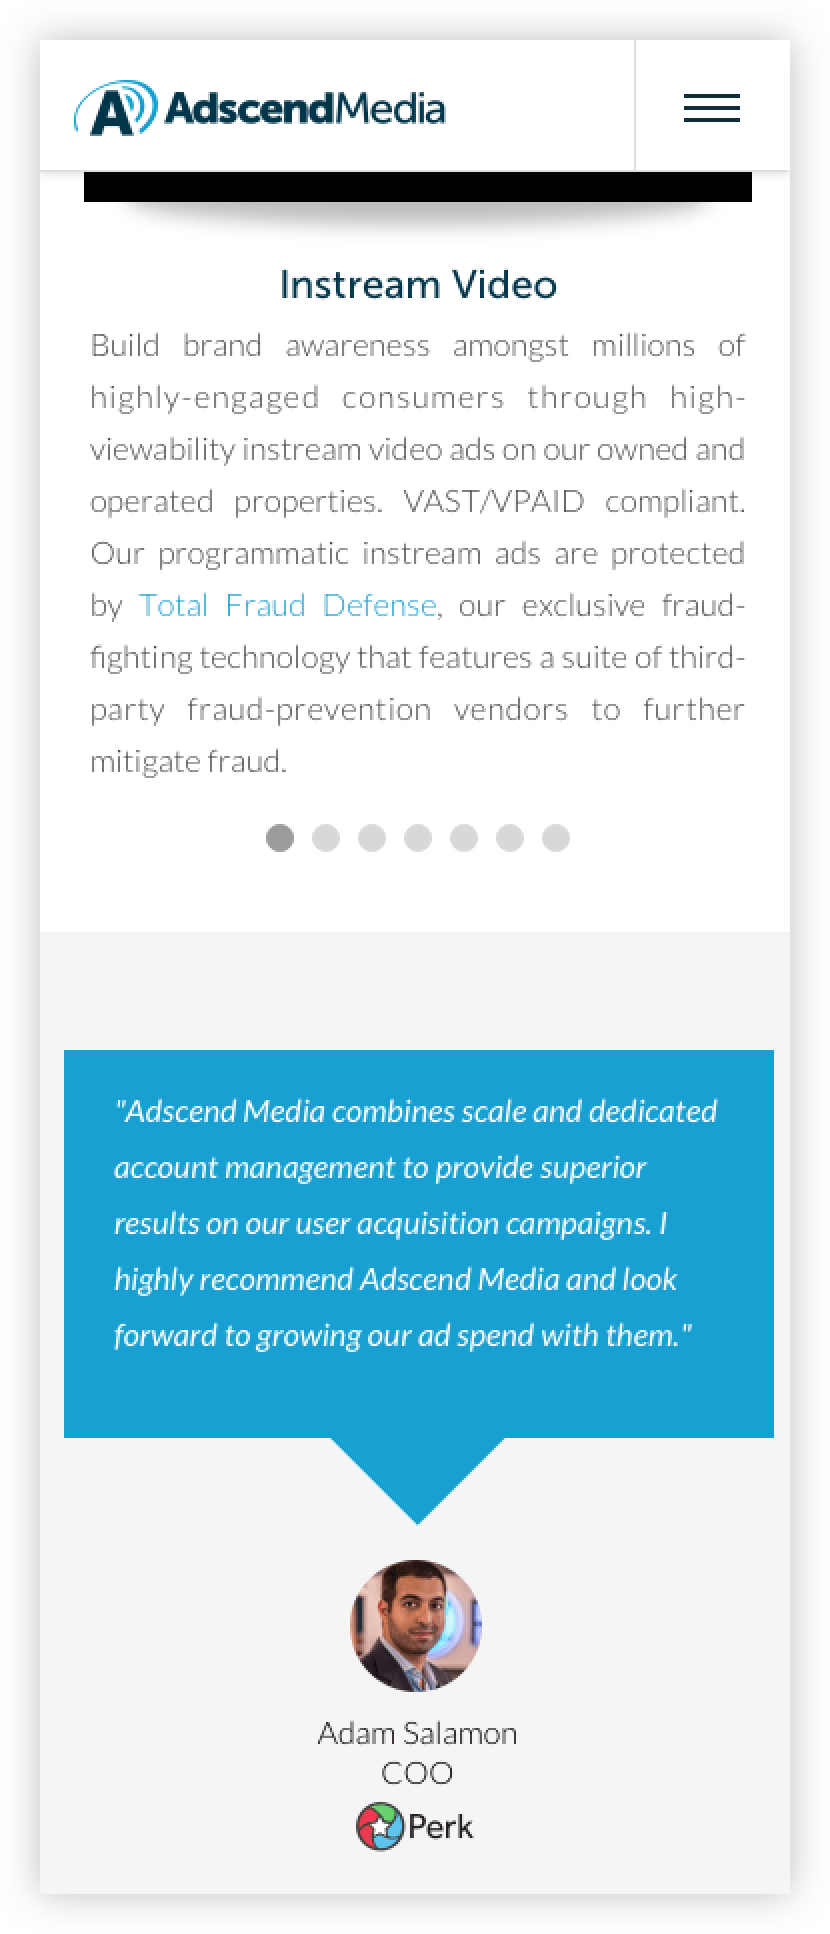 AdscendMedia
Instream Video
Build brand awareness amongst millions of
highly-engaged consumers through high-
viewability instream video ads on our owned and
operated properties. VAST/VPAID compliant.
Our programmatic instream ads are protected
by Total Fraud Defense, our exclusive fraud-
fighting technology that features a suite of third-
party fraud-prevention vendors to further
mitigate fraud.
"Adscend Media combines scale and dedicated
account management to provide superior
results on our user acquisition campaigns. I
highly recommend Adscend Media and look
forward to growing our ad spend with them."
Adam Salamon
COO
Perk